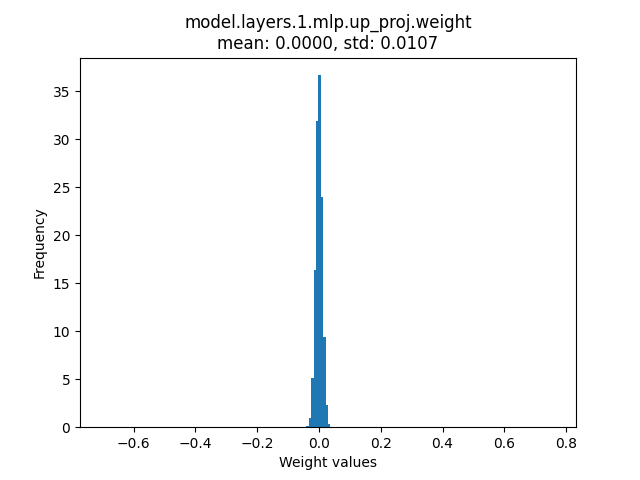 model.layers.1.mlp.up_proj.weight
mean: 0.0000, std: 0.0107
35
30
25
20
15
10
5
0
Frequency
−0.6 −0.4 −0.2 0.0 0.2 0.4 0.6 0.8
Weight values